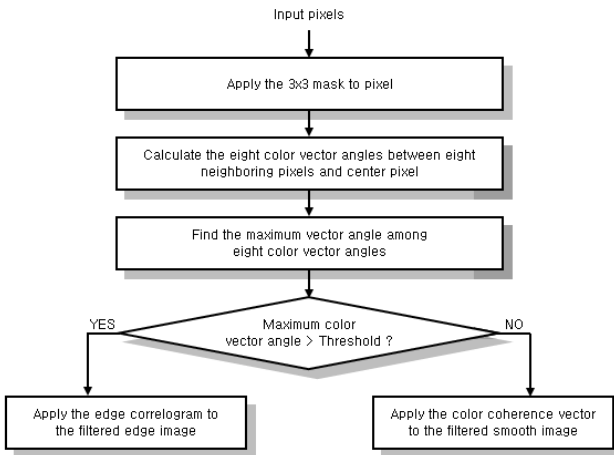 Input pixels
Apply the 3x3 mask to pixel
Calculate the eight color vector angles between eight
neighboring pixels and center pixel
Find the maximum vector angle among
eight color vector angles
YES
Maximum color
vector angle > Threshold ?
NO
Apply the edge correlogram to
the filtered edge image
Apply the color coherence vector
to the filtered smooth image